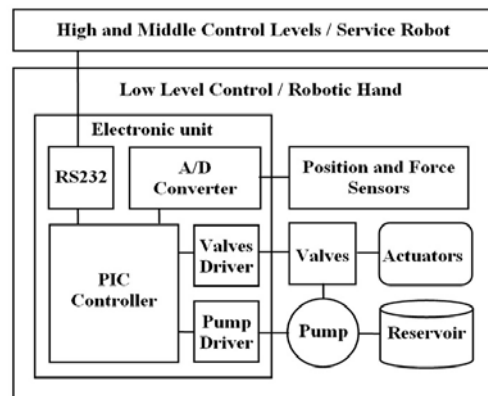 High and Middle Control Levels / Service Robot
Low Level Control / Robotic Hand
Electronic unit
RS232
A/D
Converter
Position and Force
Sensors
PIC
Controller
Valves
Driver
Valves
Actuators
Pump
Driver
Pump
Reservoir